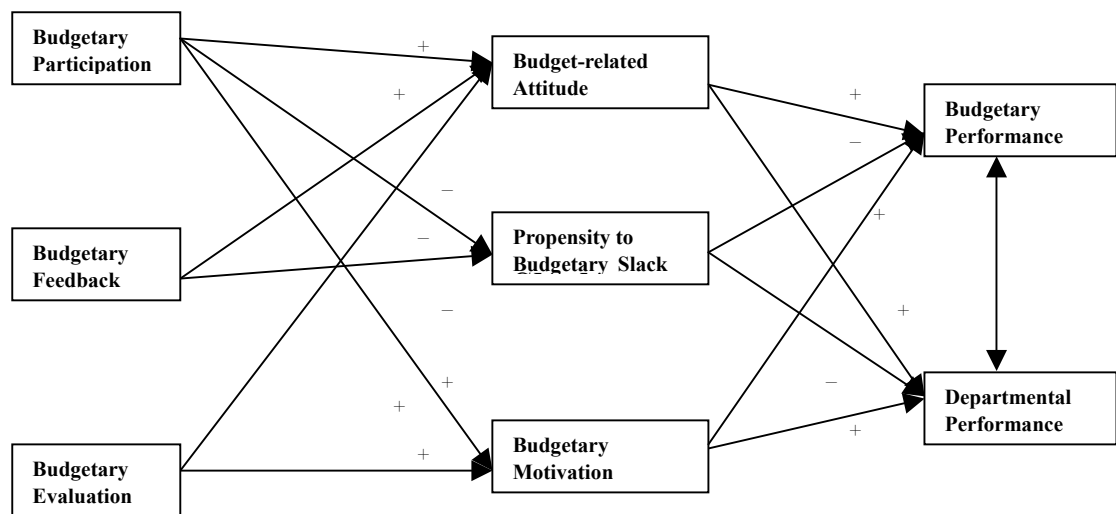 Budgetary
Participation
Budgetary
Feedback
Budgetary
Evaluation
+
+
−
−
−
+
+
+
Budget-related
Attitude
Propensity to
Budgetary Slack
Budgetary
Motivation
+
−
+
+
−
+
Budgetary
Performance
Departmental
Performance